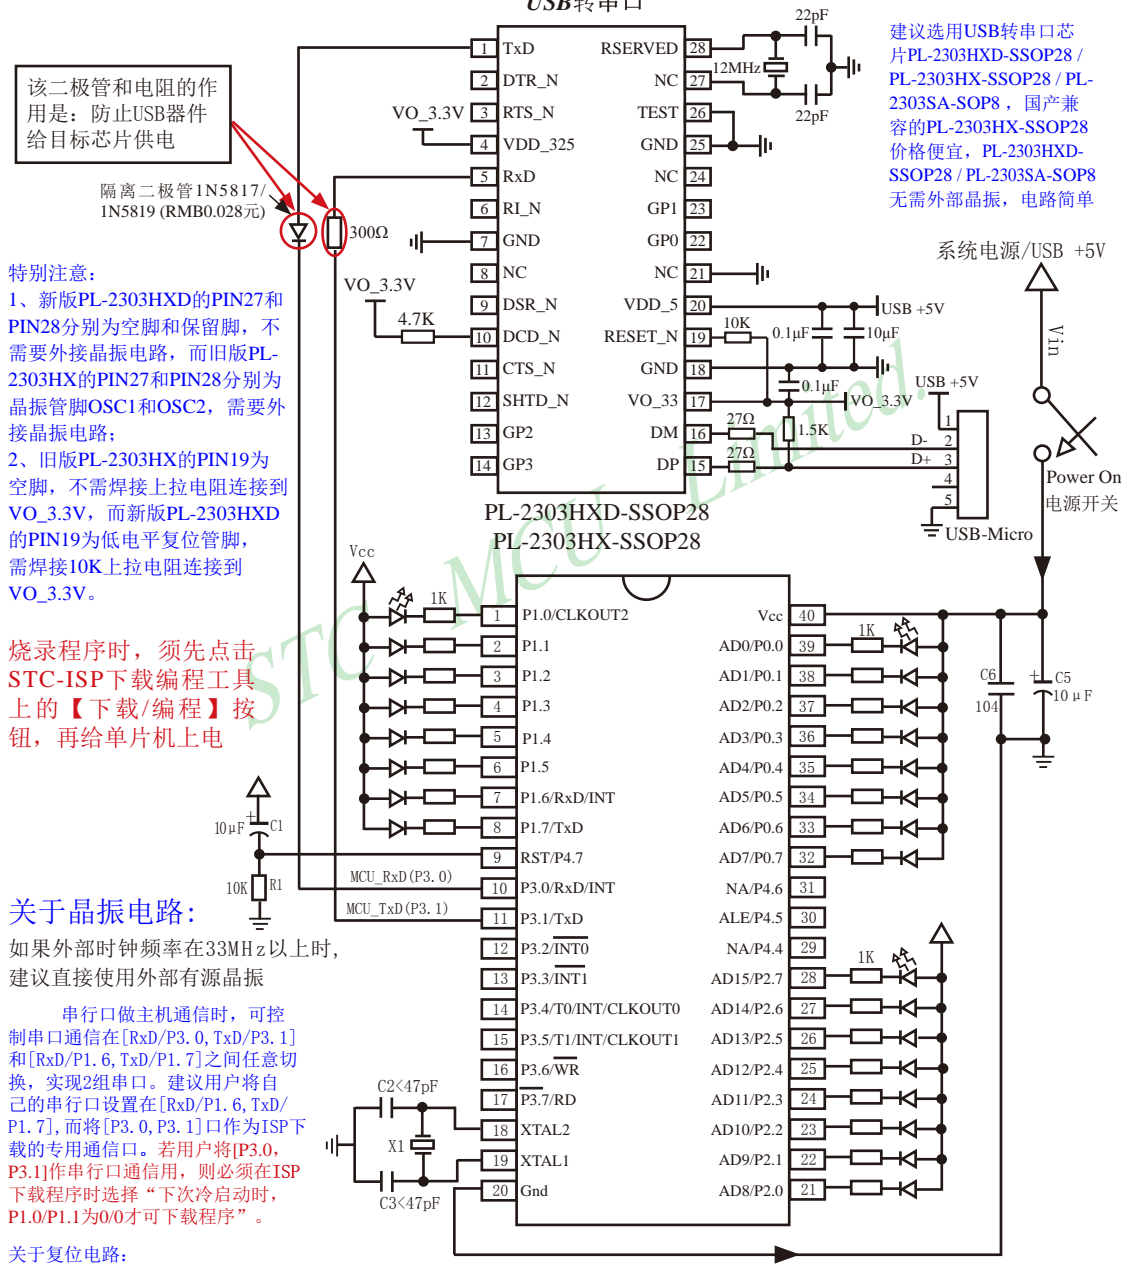 USB转串口
22pF
1 TxD
RSERVED 28
2 DTR_N
12MHz
NC 27
VO_3.3V
3 RTS_N
TEST 26
22pF
4 VDD_325
GND 25
5 RxD
NC 24
6 RI_N
GP1 23
300Ω
7 GND
GP0 22
8 NC
NC 21
VO_3.3V
9 DSR_N
VDD_5 20
USB +5V
4.7K
10 DCD_N
RESET_N 19
10K
0.1μF
10μF
11 CTS_N
GND 18
0.1μF
12 SHTD_N
VO_33 17
VO_3.3V
13 GP2
DM 16
27Ω
1.5K
14 GP3
DP 15
27Ω
USB +5V
1
D- 2
D+ 3
4
5
USB-Micro
PL-2303HXD-SSOP28
PL-2303HX-SSOP28
该二极管和电阻的作
用是：防止USB器件
给目标芯片供电
隔离二极管1N5817/
1N5819 (RMB0.028元)
建议选用USB转串口芯
片PL-2303HXD-SSOP28 /
PL-2303HX-SSOP28 / PL-
2303SA-SOP8 ，国产兼
容的PL-2303HX-SSOP28
价格便宜，PL-2303HXD-
SSOP28 / PL-2303SA-SOP8
无需外部晶振，电路简单
系统电源/USB +5V
Vin
Power On
电源开关
特别注意：
1、新版PL-2303HXD的PIN27和
PIN28分别为空脚和保留脚，不
需要外接晶振电路，而旧版PL-
2303HX的PIN27和PIN28分别为
晶振管脚OSC1和OSC2，需要外
接晶振电路；
2、旧版PL-2303HX的PIN19为
空脚，不需焊接上拉电阻连接到
VO_3.3V，而新版PL-2303HXD
的PIN19为低电平复位管脚，
需焊接10K上拉电阻连接到
VO_3.3V。
烧录程序时，须先点击
STC-ISP下载编程工具
上的【下载/编程】按
钮，再给单片机上电
STC MCU Limited.
Vcc
1K
1 P1.0/CLKOUT2
Vcc 40
2 P1.1
AD0/P0.0 39
1K
3 P1.2
AD1/P0.1 38
4 P1.3
AD2/P0.2 37
5 P1.4
AD3/P0.3 36
6 P1.5
AD4/P0.4 35
7 P1.6/RxD/INT
AD5/P0.5 34
8 P1.7/TxD
AD6/P0.6 33
9 RST/P4.7
AD7/P0.7 32
MCU_RxD(P3.0)
10 P3.0/RxD/INT
NA/P4.6 31
MCU_TxD(P3.1)
11 P3.1/TxD
ALE/P4.5 30
12 P3.2/INT0
NA/P4.4 29
13 P3.3/INT1
AD15/P2.7 28
1K
14 P3.4/T0/INT/CLKOUT0
AD14/P2.6 27
15 P3.5/T1/INT/CLKOUT1
AD13/P2.5 26
16 P3.6/WR
AD12/P2.4 25
17 P3.7/RD
AD11/P2.3 24
18 XTAL2
AD10/P2.2 23
19 XTAL1
AD9/P2.1 22
20 Gnd
AD8/P2.0 21
C6
104
+ C5
10μF
+
10μF C1
10K R1
C2<47pF
X1
C3<47pF
关于晶振电路:
如果外部时钟频率在33MHz以上时,
建议直接使用外部有源晶振
串行口做主机通信时，可控
制串口通信在[RxD/P3.0,TxD/P3.1]
和[RxD/P1.6,TxD/P1.7]之间任意切
换，实现2组串口。建议用户将自
己的串行口设置在[RxD/P1.6,TxD/
P1.7],而将[P3.0,P3.1]口作为ISP下
载的专用通信口。若用户将[P3.0，
P3.1]作串行口通信用，则必须在ISP
下载程序时选择“下次冷启动时，
P1.0/P1.1为0/0才可下载程序”。
关于复位电路：